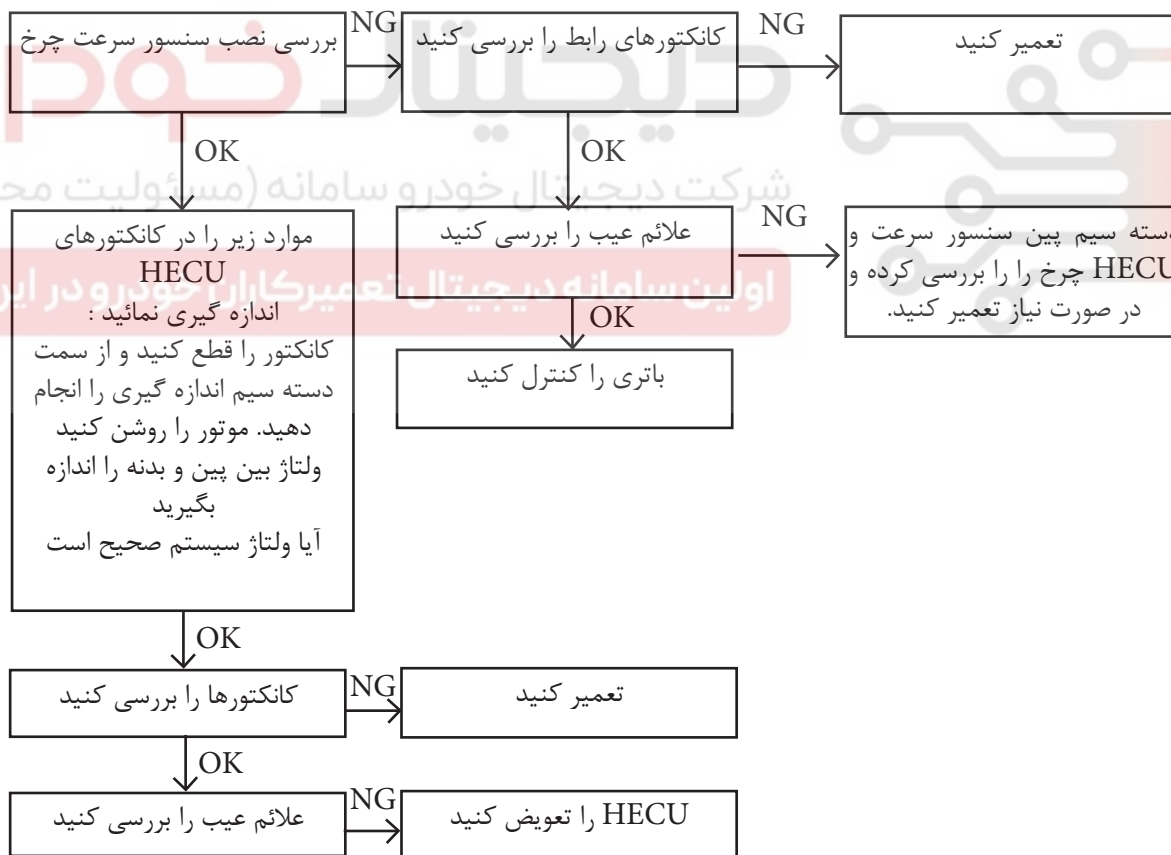 بررسی نصب سنسور سرعت چرخ
NG
کانکتورهای رابط را بررسی کنید
NG
تعمیر کنید
OK
OK
دیجیتال خودرو
شرکت دیجیتال خودرو سامانه (مسئولیت مح
اولین سامانه دیجیتال تعمیرکاران خودرو در ایر
موارد زیر را در کانکتورهای
HECU
اندازه گیری نمائید :
کانکتور را قطع کنید و از سمت
دسته سیم اندازه گیری را انجام
دهید. موتور را روشن کنید
ولتاژ بین پین و بدنه را اندازه
بگیرید
آیا ولتاژ سیستم صحیح است
علائم عیب را بررسی کنید
NG
دسته سیم پین سنسور سرعت و
HECU چرخ را را بررسی کرده و
در صورت نیاز تعمیر کنید.
OK
باتری را کنترل کنید
OK
کانکتورها را بررسی کنید
NG
تعمیر کنید
OK
علائم عیب را بررسی کنید
NG
HECU را تعویض کنید